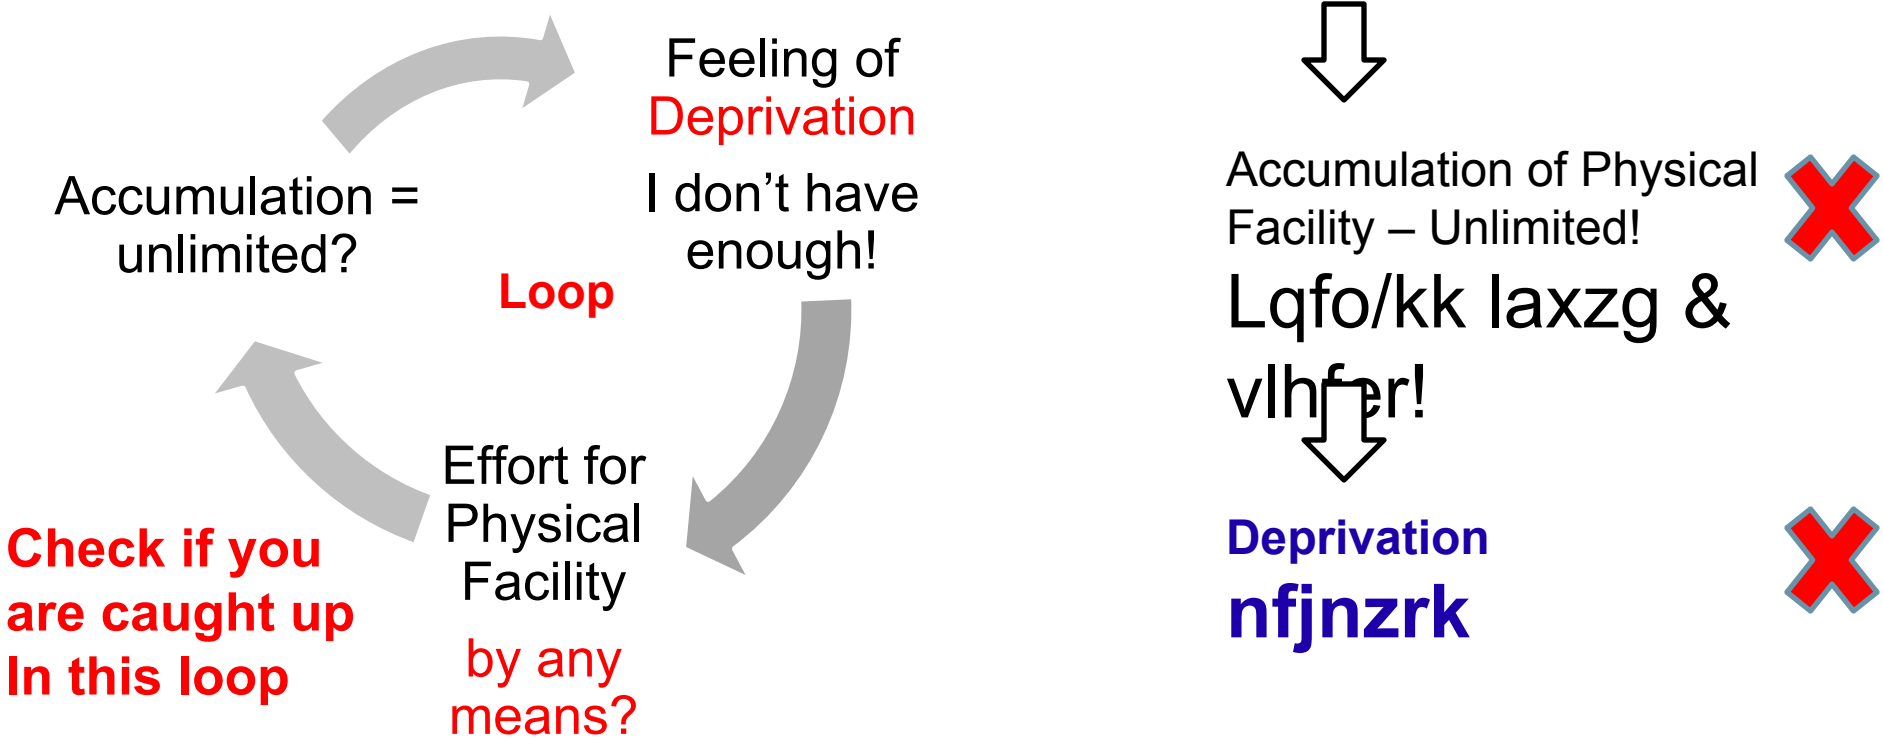 Feeling of
Deprivation
I don't have
enough!
Accumulation =
unlimited?
Loop
Effort for
Physical
Facility
by any
means?
Check if you
are caught up
In this loop
Accumulation of Physical
Facility – Unlimited!
Lqfo/kk laxzg &
vlhfer!
Deprivation
nfjnzrk